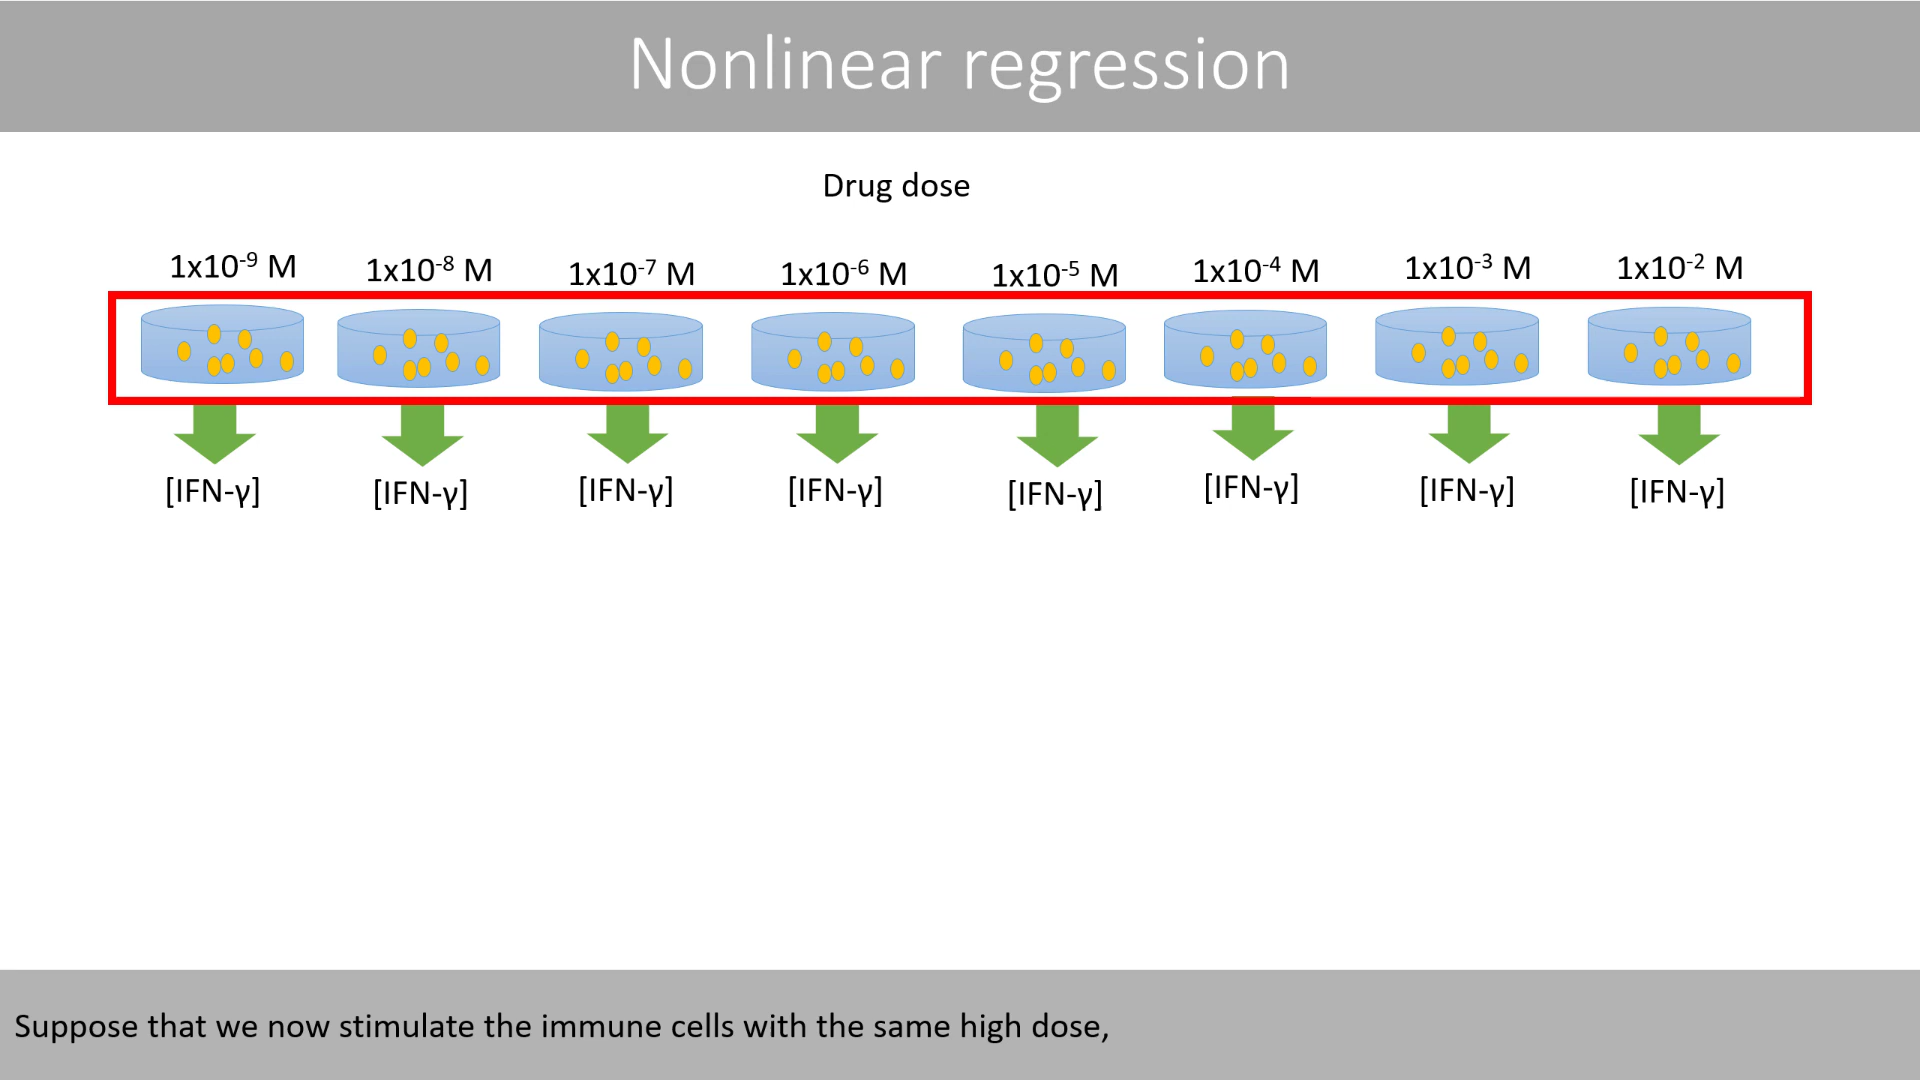 Nonlinear regression
Drug dose
1x10⁻⁹ M 1x10⁻⁸ M 1x10⁻⁷ M 1x10⁻⁶ M 1x10⁻⁵ M 1x10⁻⁴ M 1x10⁻³ M 1x10⁻² M
[IFN-γ] [IFN-γ] [IFN-γ] [IFN-γ] [IFN-γ] [IFN-γ] [IFN-γ] [IFN-γ]
Suppose that we now stimulate the immune cells with the same high dose,